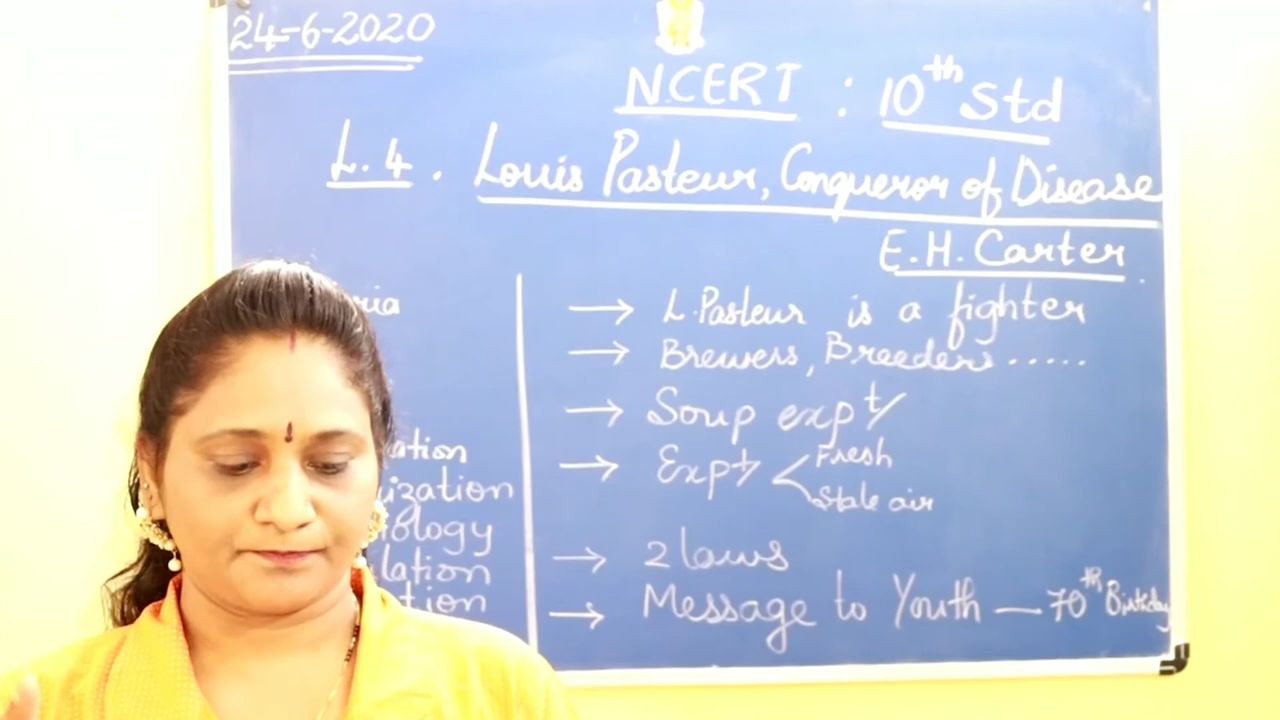 24-6-2020
NCERT : 10th Std
L. 4. Louis Pasteur, Conqueror of Disease
E.H. Carter
→ L. Pasteur is a fighter
→ Brewers, Breeders.....
→ Soup expt/
→ Expt/ < Fresh
Stale air
→ 2 laws
→ Message to Youth — 70th Birthday